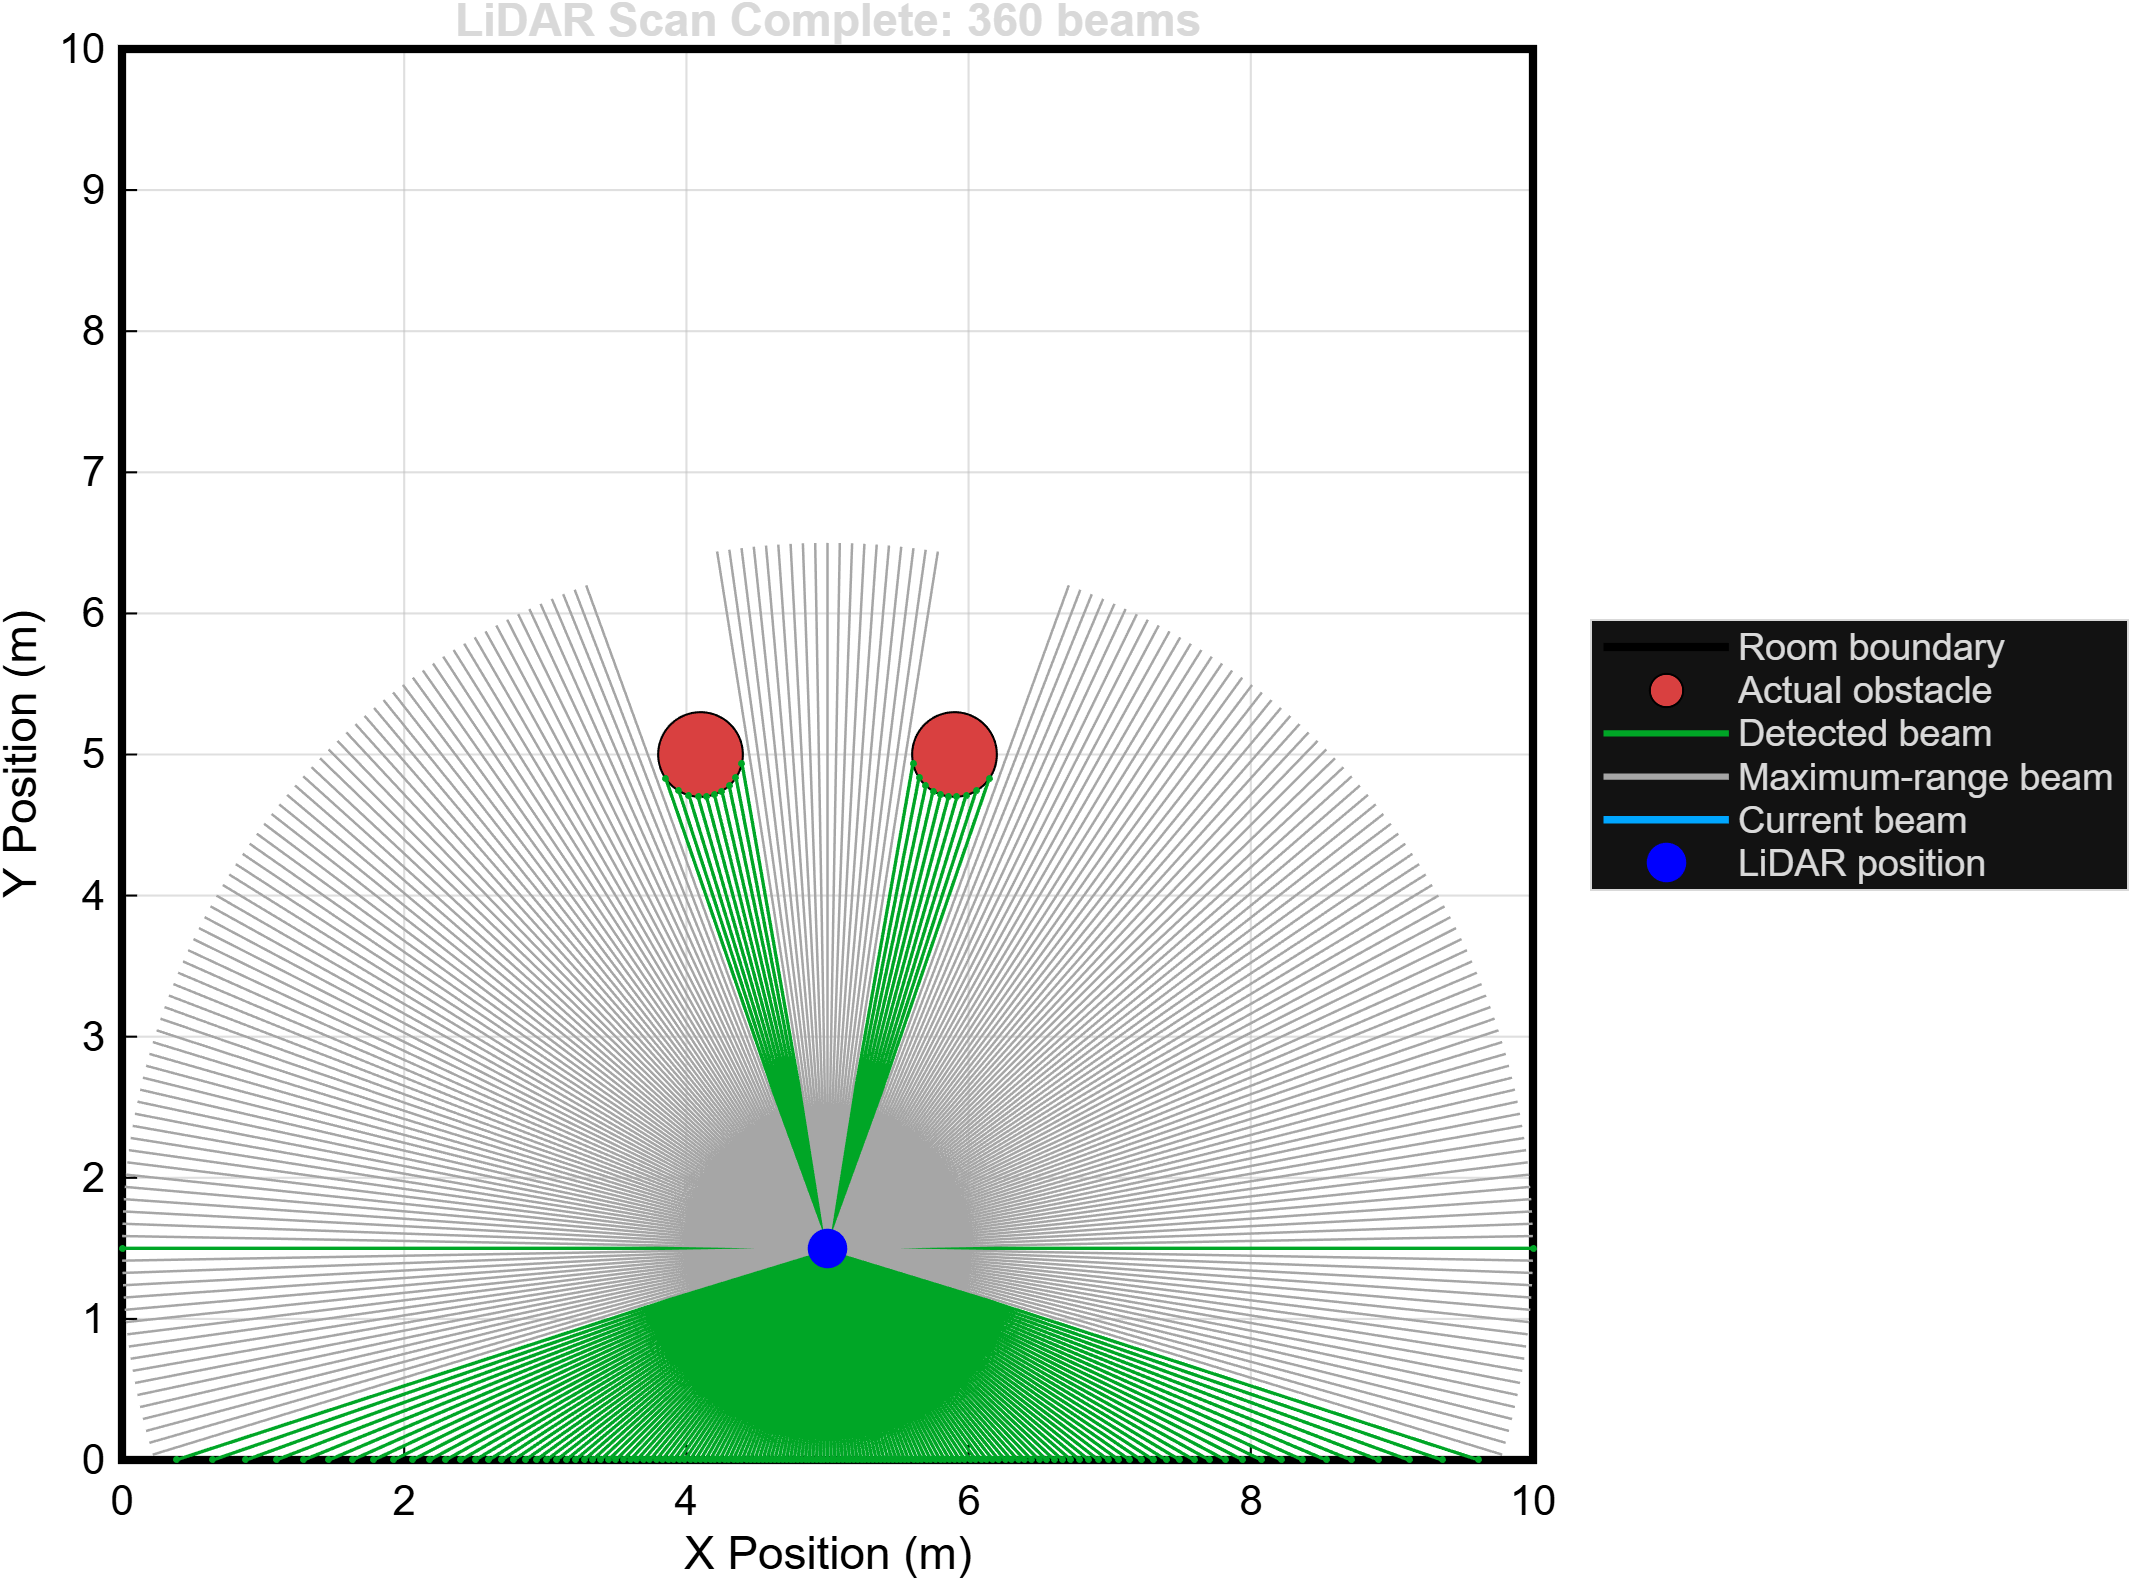 LiDAR Scan Complete: 360 beams
10
9
8
7
6
5
4
3
2
1
0
0 2 4 6 8 10
X Position (m)
Y Position (m)
Room boundary
Actual obstacle
Detected beam
Maximum-range beam
Current beam
LiDAR position